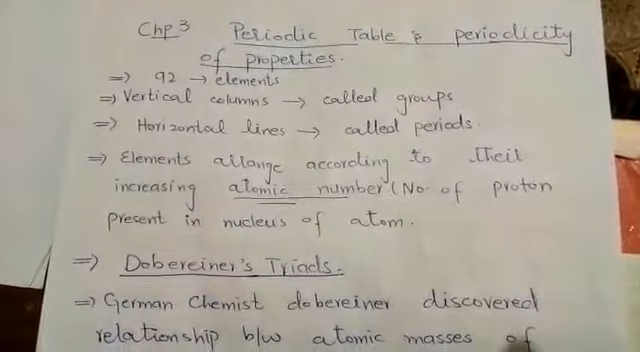 Chp 3 Periodic Table & periodicity
of properties.
=> 92 → elements
=> Vertical columns → called groups
=> Horizontal lines → called periods.
=> Elements arrange according to their
increasing atomic number (No. of proton
present in nucleus of atom.
=> Dobereiner's Triads.
=> German Chemist dobereiner discovered
relationship b/w atomic masses of